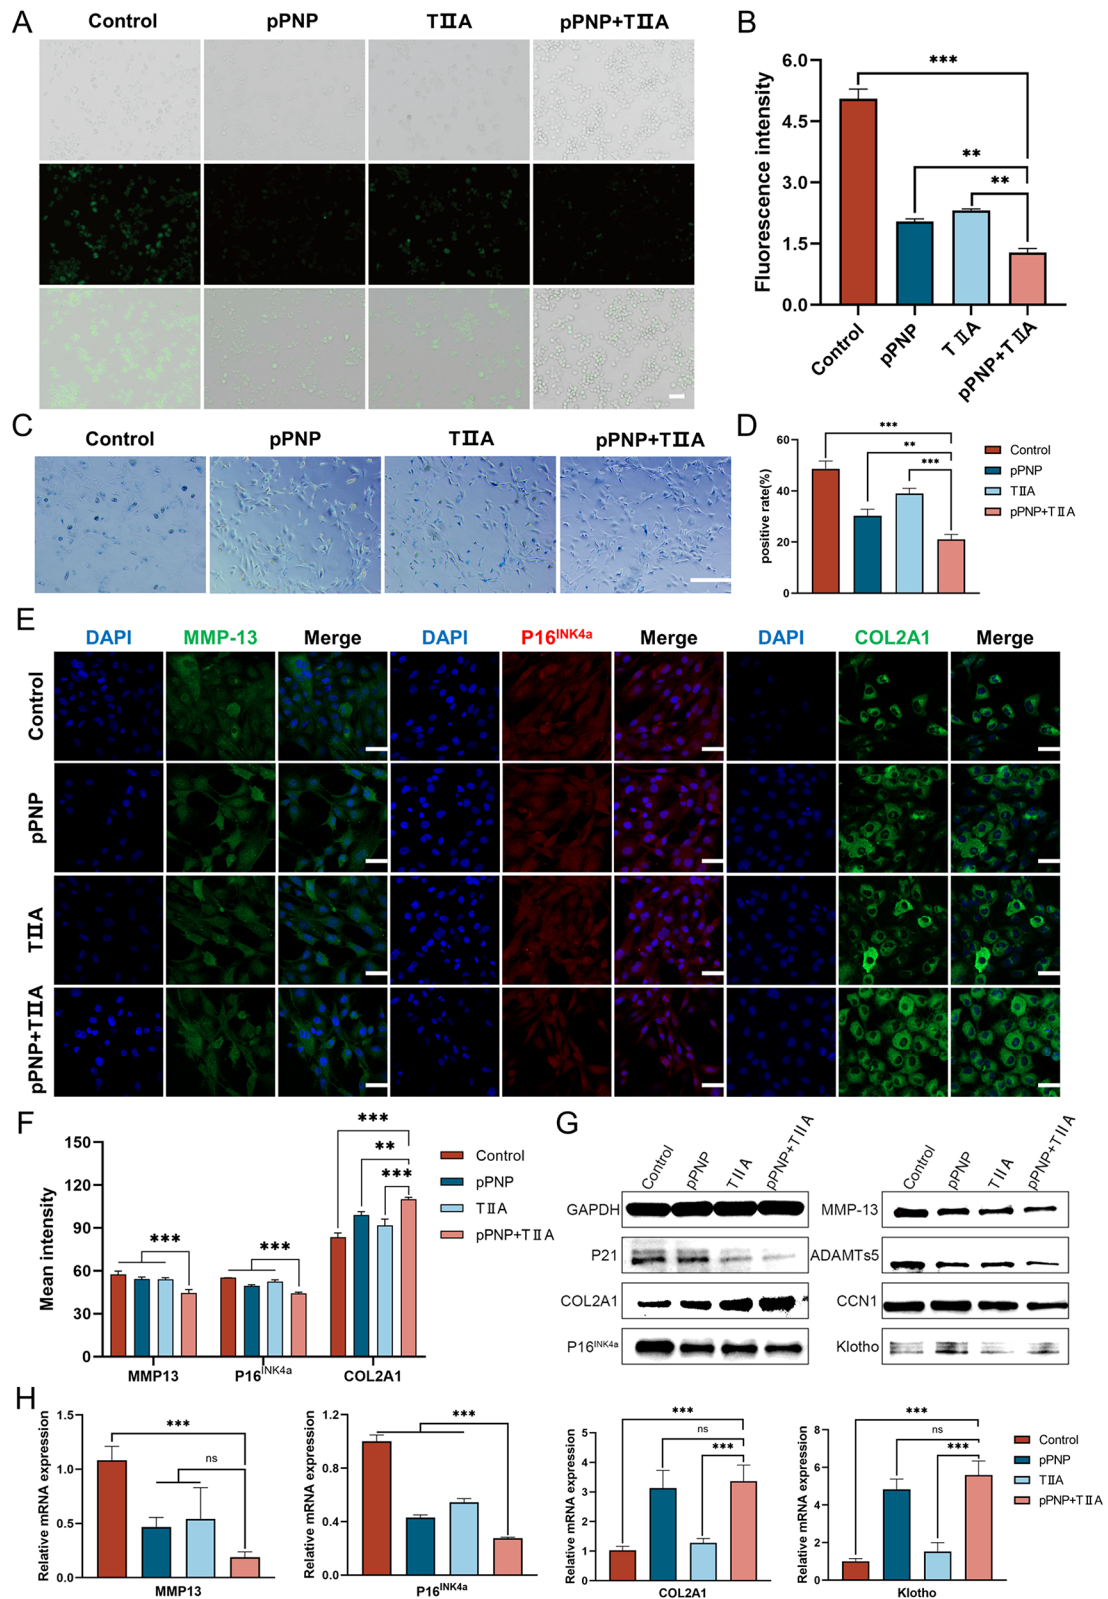 A
Control pPNP TⅡA pPNP+TⅡA
B
Fluorescence intensity
6.0
4.5
3.0
1.5
0.0
***
**
**
Control pPNP TⅡA pPNP+TⅡA
C
Control pPNP TⅡA pPNP+TⅡA
D
positive rate(%)
60
40
20
0
***
**
***
Control
pPNP
TⅡA
pPNP+TⅡA
E
DAPI MMP-13 Merge DAPI P16INK4a Merge DAPI COL2A1 Merge
Control
pPNP
TⅡA
pPNP+TⅡA
F
Mean intensity
150
120
90
60
30
0
*** *** *** ** ***
MMP13 P16INK4a COL2A1
Control
pPNP
TⅡA
pPNP+TⅡA
G
Control pPNP TⅡA pPNP+TⅡA
GAPDH
P21
COL2A1
P16INK4a
Control pPNP TⅡA pPNP+TⅡA
MMP-13
ADAMTs5
CCN1
Klotho
H
Relative mRNA expression
1.5
1.0
0.5
0.0
***
ns
MMP13
Relative mRNA expression
1.2
0.8
0.4
0.0
***
P16INK4a
Relative mRNA expression
5
4
3
2
1
0
***
ns
***
COL2A1
Relative mRNA expression
8
6
4
2
0
***
ns
***
Klotho
Control
pPNP
TⅡA
pPNP+TⅡA